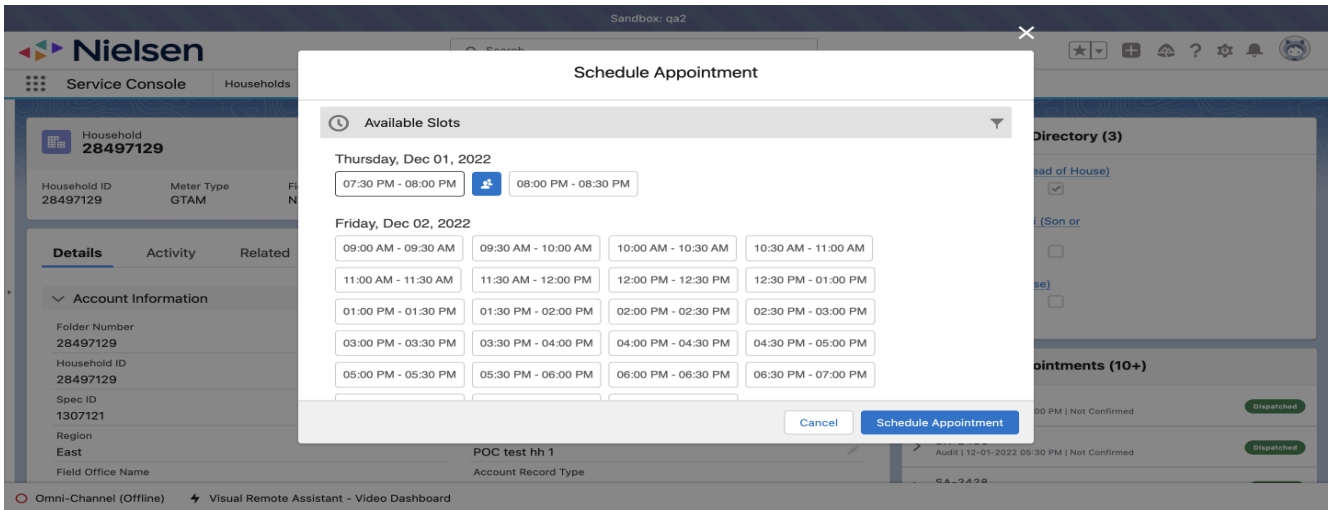 Sandbox: qa2
Nielsen
Search
Service Console
Households
Household
28497129
Household ID
28497129
Meter Type
GTAM
Details
Activity
Related
Account Information
Folder Number
28497129
Household ID
28497129
Spec ID
1307121
Region
East
Field Office Name
Schedule Appointment
Available Slots
Thursday, Dec 01, 2022
07:30 PM - 08:00 PM 08:00 PM - 08:30 PM
Friday, Dec 02, 2022
09:00 AM - 09:30 AM 09:30 AM - 10:00 AM 10:00 AM - 10:30 AM 10:30 AM - 11:00 AM
11:00 AM - 11:30 AM 11:30 AM - 12:00 PM 12:00 PM - 12:30 PM 12:30 PM - 01:00 PM
01:00 PM - 01:30 PM 01:30 PM - 02:00 PM 02:00 PM - 02:30 PM 02:30 PM - 03:00 PM
03:00 PM - 03:30 PM 03:30 PM - 04:00 PM 04:00 PM - 04:30 PM 04:30 PM - 05:00 PM
05:00 PM - 05:30 PM 05:30 PM - 06:00 PM 06:00 PM - 06:30 PM 06:30 PM - 07:00 PM
Cancel
Schedule Appointment
POC test hh 1
Account Record Type
Directory (3)
ead of House)
(Son or
se)
ointments (10+)
00 PM | Not Confirmed
Dispatched
Audit | 12-01-2022 05:30 PM | Not Confirmed
Dispatched
SA-2428
Omni-Channel (Offline)
Visual Remote Assistant - Video Dashboard